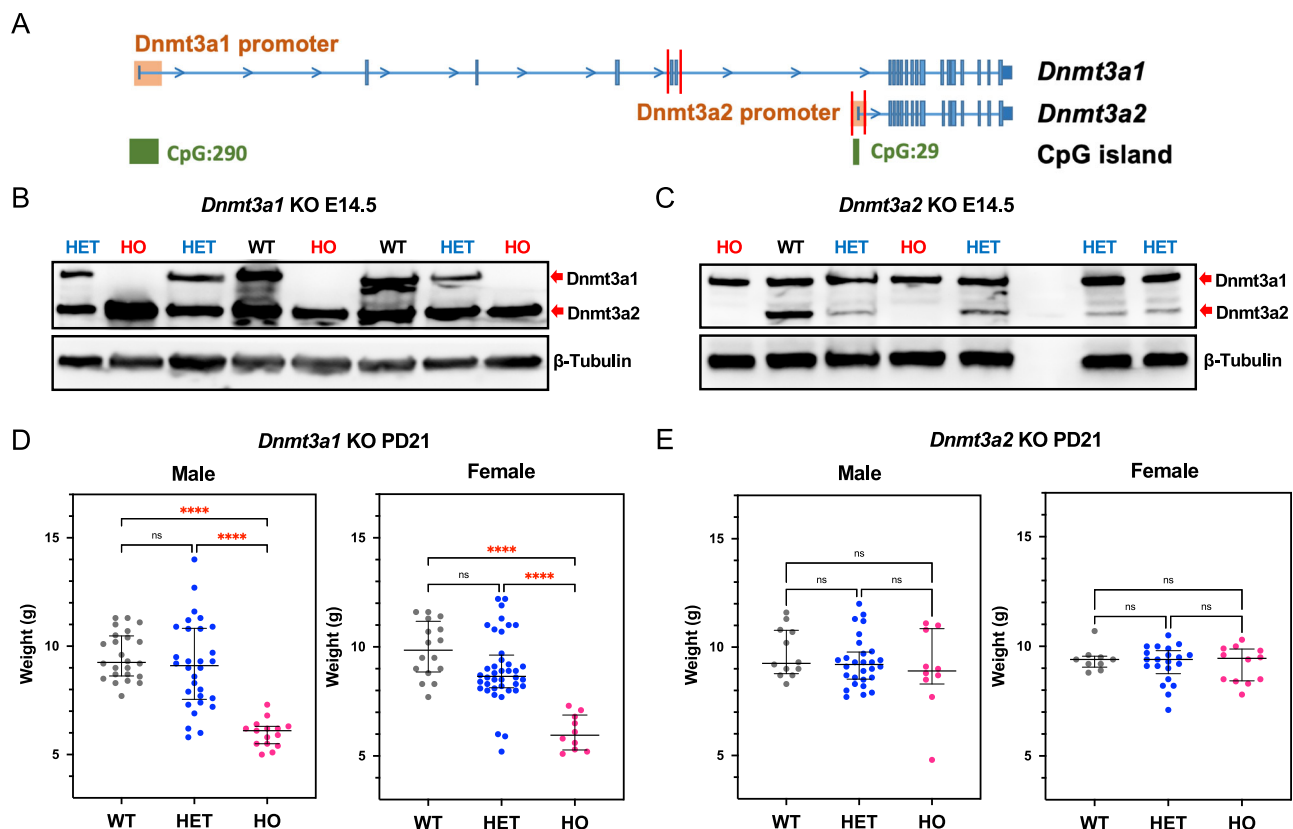 A
Dnmt3a1 promoter
Dnmt3a1
Dnmt3a2 promoter
Dnmt3a2
CpG:290
CpG:29
CpG island
B
Dnmt3a1 KO E14.5
HET HO HET WT HO WT HET HO
Dnmt3a1
Dnmt3a2
β-Tubulin
C
Dnmt3a2 KO E14.5
HO WT HET HO HET HET HET
Dnmt3a1
Dnmt3a2
β-Tubulin
D
Dnmt3a1 KO PD21
Male
Weight (g)
15
10
5
****
ns
****
WT HET HO
Female
Weight (g)
15
10
5
****
ns
****
WT HET HO
E
Dnmt3a2 KO PD21
Male
Weight (g)
15
10
5
ns
ns
ns
WT HET HO
Female
Weight (g)
15
10
5
ns
ns
ns
WT HET HO